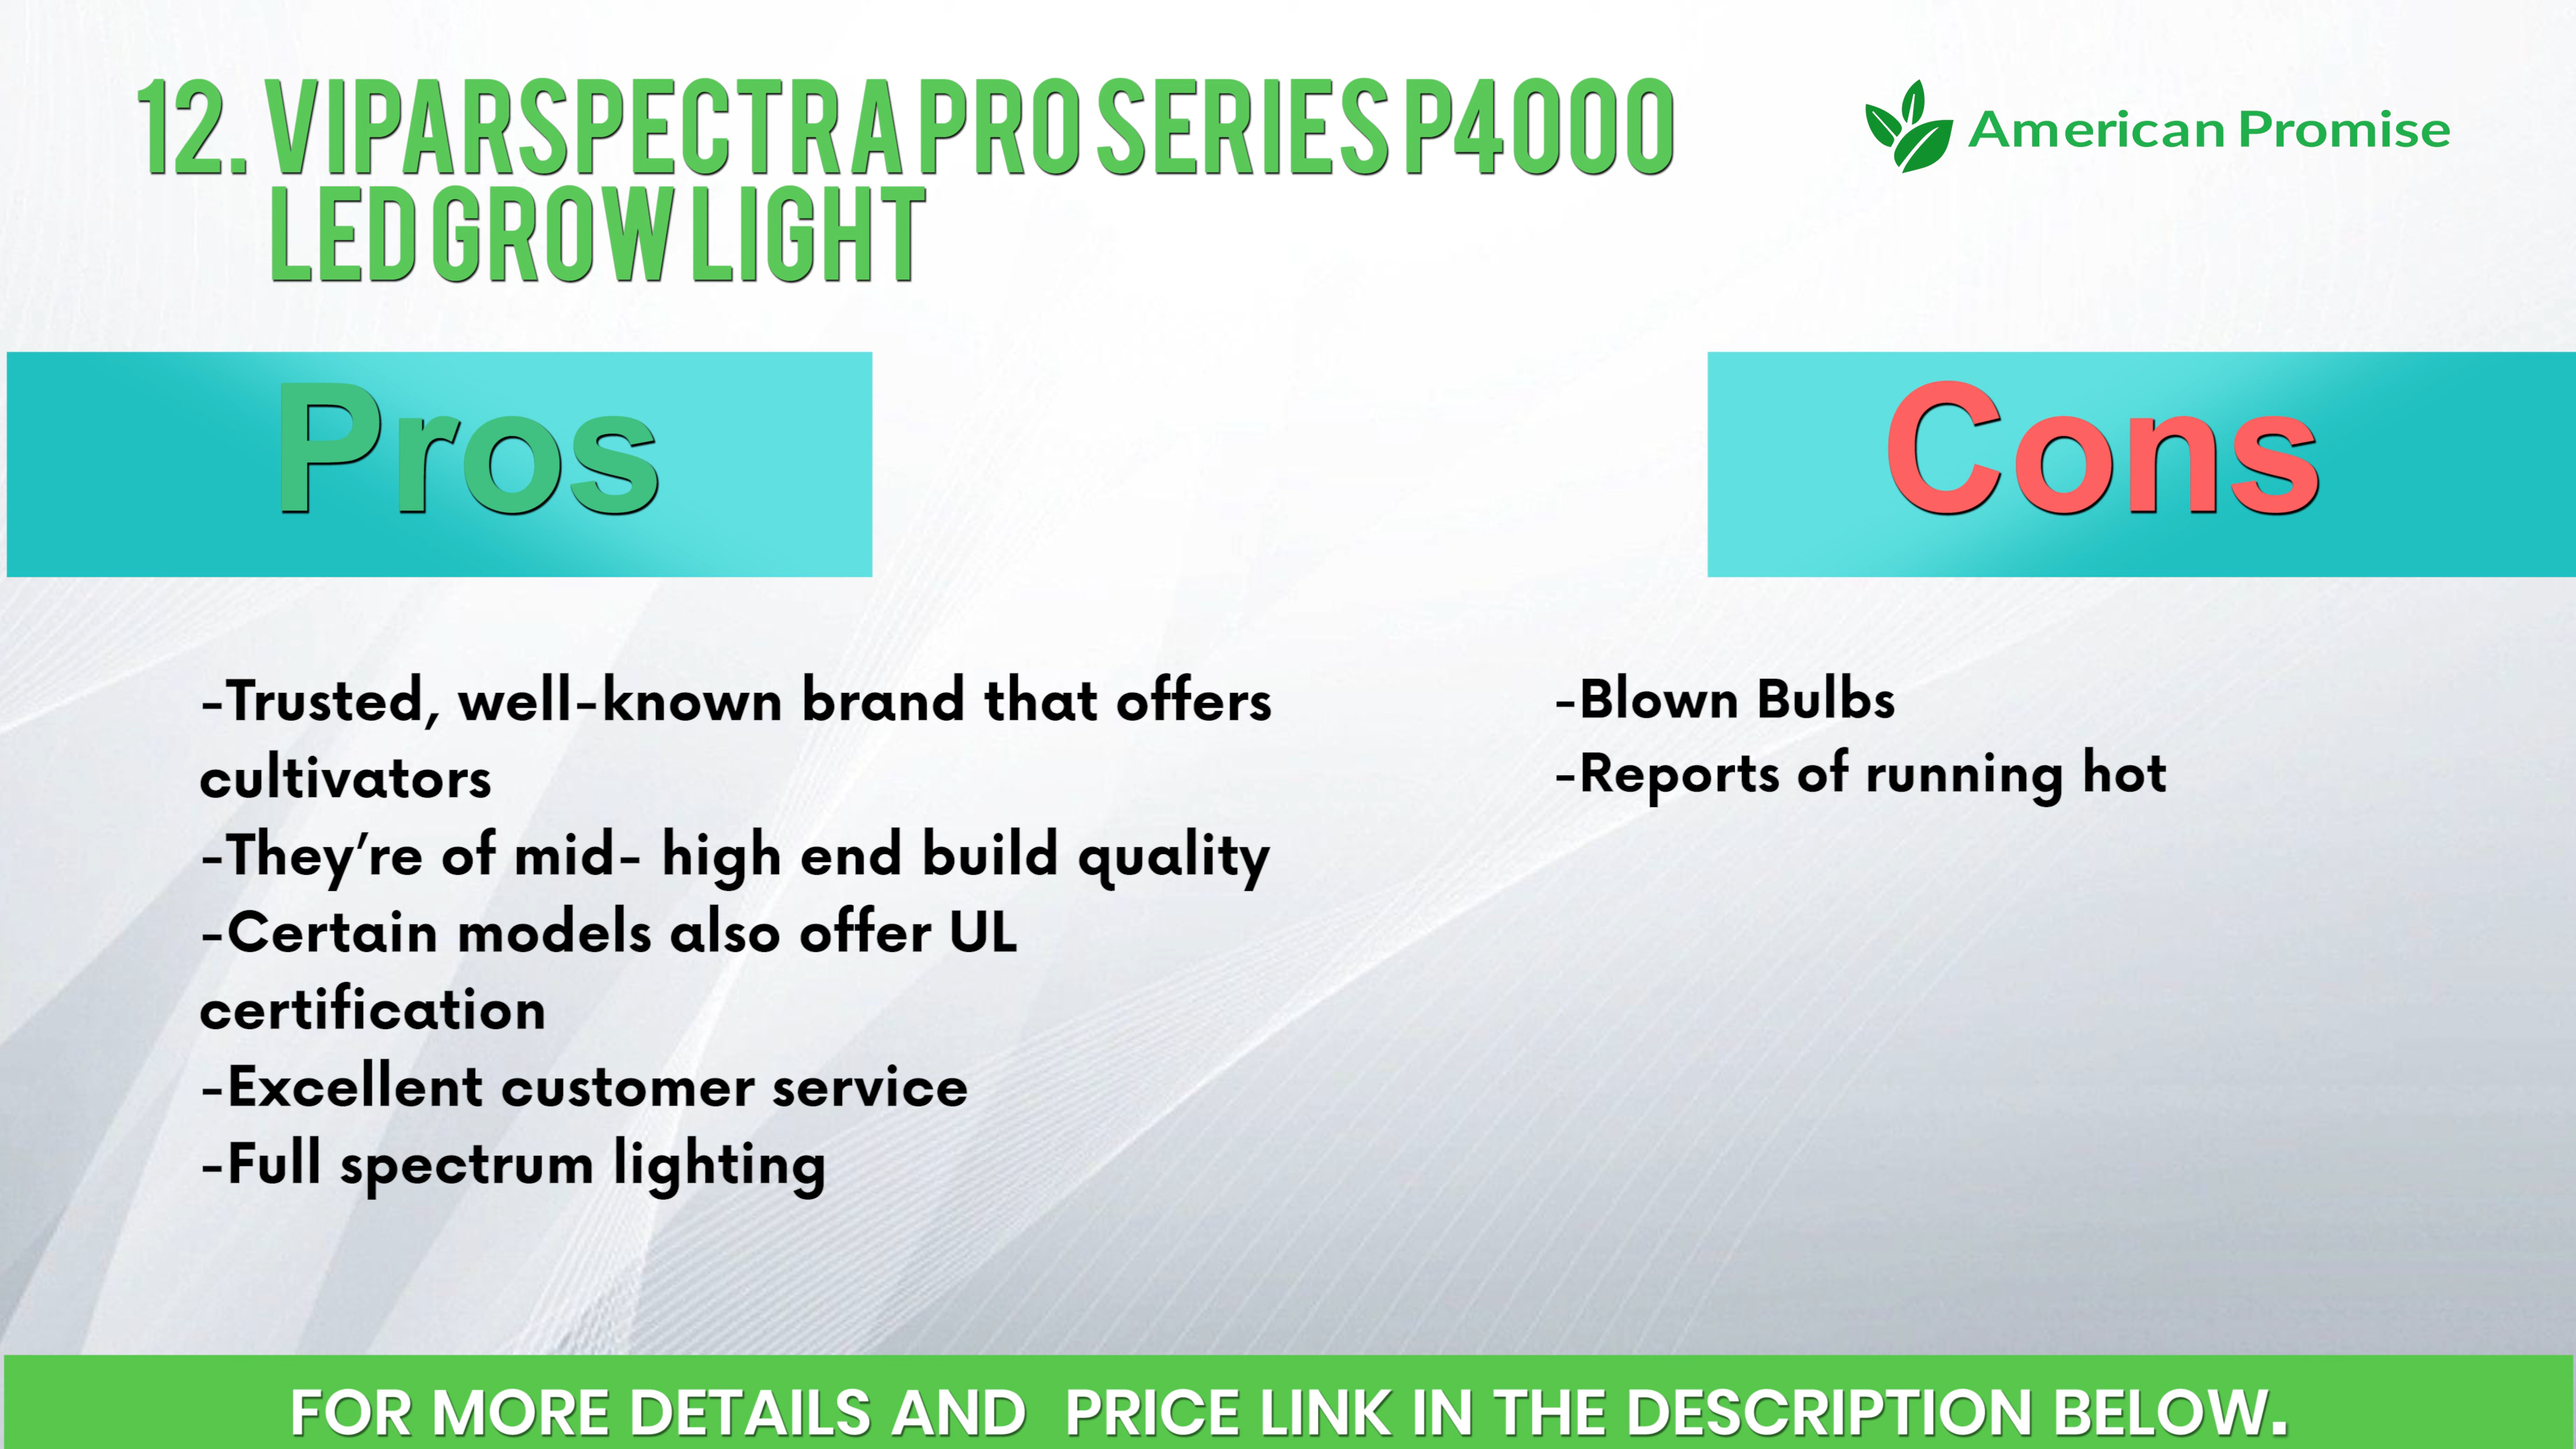 12. VIPARSPECTRA PRO SERIES P4000
LED GROW LIGHT
American Promise
Pros
Cons
-Trusted, well-known brand that offers
cultivators
-They’re of mid- high end build quality
-Certain models also offer UL
certification
-Excellent customer service
-Full spectrum lighting
-Blown Bulbs
-Reports of running hot
FOR MORE DETAILS AND  PRICE LINK IN THE DESCRIPTION BELOW.